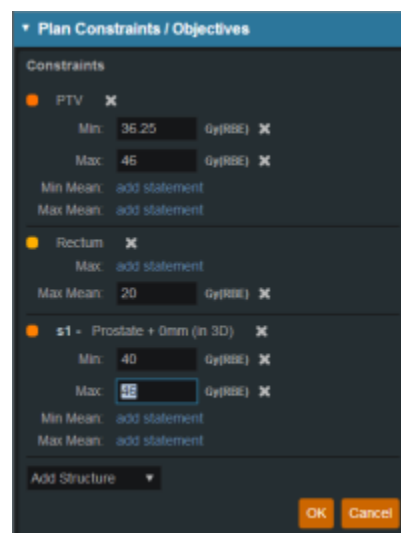 Plan Constraints / Objectives
Constraints
PTV
Min: 36.25 Gy(RBE)
Max: 46 Gy(RBE)
Min Mean: add statement
Max Mean: add statement
Rectum
Max: add statement
Max Mean: 20 Gy(RBE)
s1 - Prostate + 0mm (in 3D)
Min: 40 Gy(RBE)
Max: 46 Gy(RBE)
Min Mean: add statement
Max Mean: add statement
Add Structure
OK Cancel